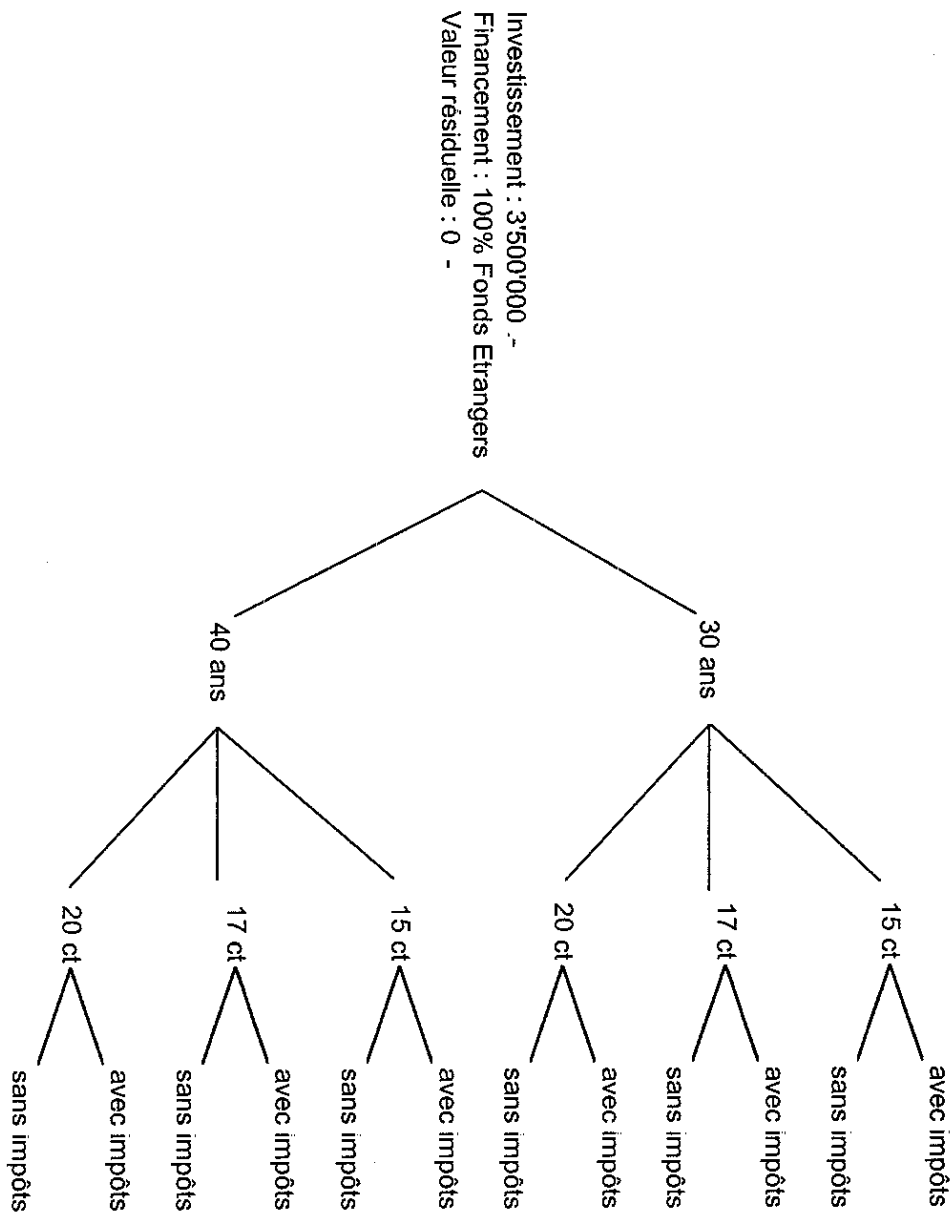 Investissement : 3'500'000 .-
Financement : 100% Fonds Etrangers
Valeur résiduelle : 0 -
30 ans
15 ct
avec impôts
sans impôts
17 ct
avec impôts
sans impôts
20 ct
avec impôts
sans impôts
40 ans
15 ct
avec impôts
sans impôts
17 ct
avec impôts
sans impôts
20 ct
avec impôts
sans impôts